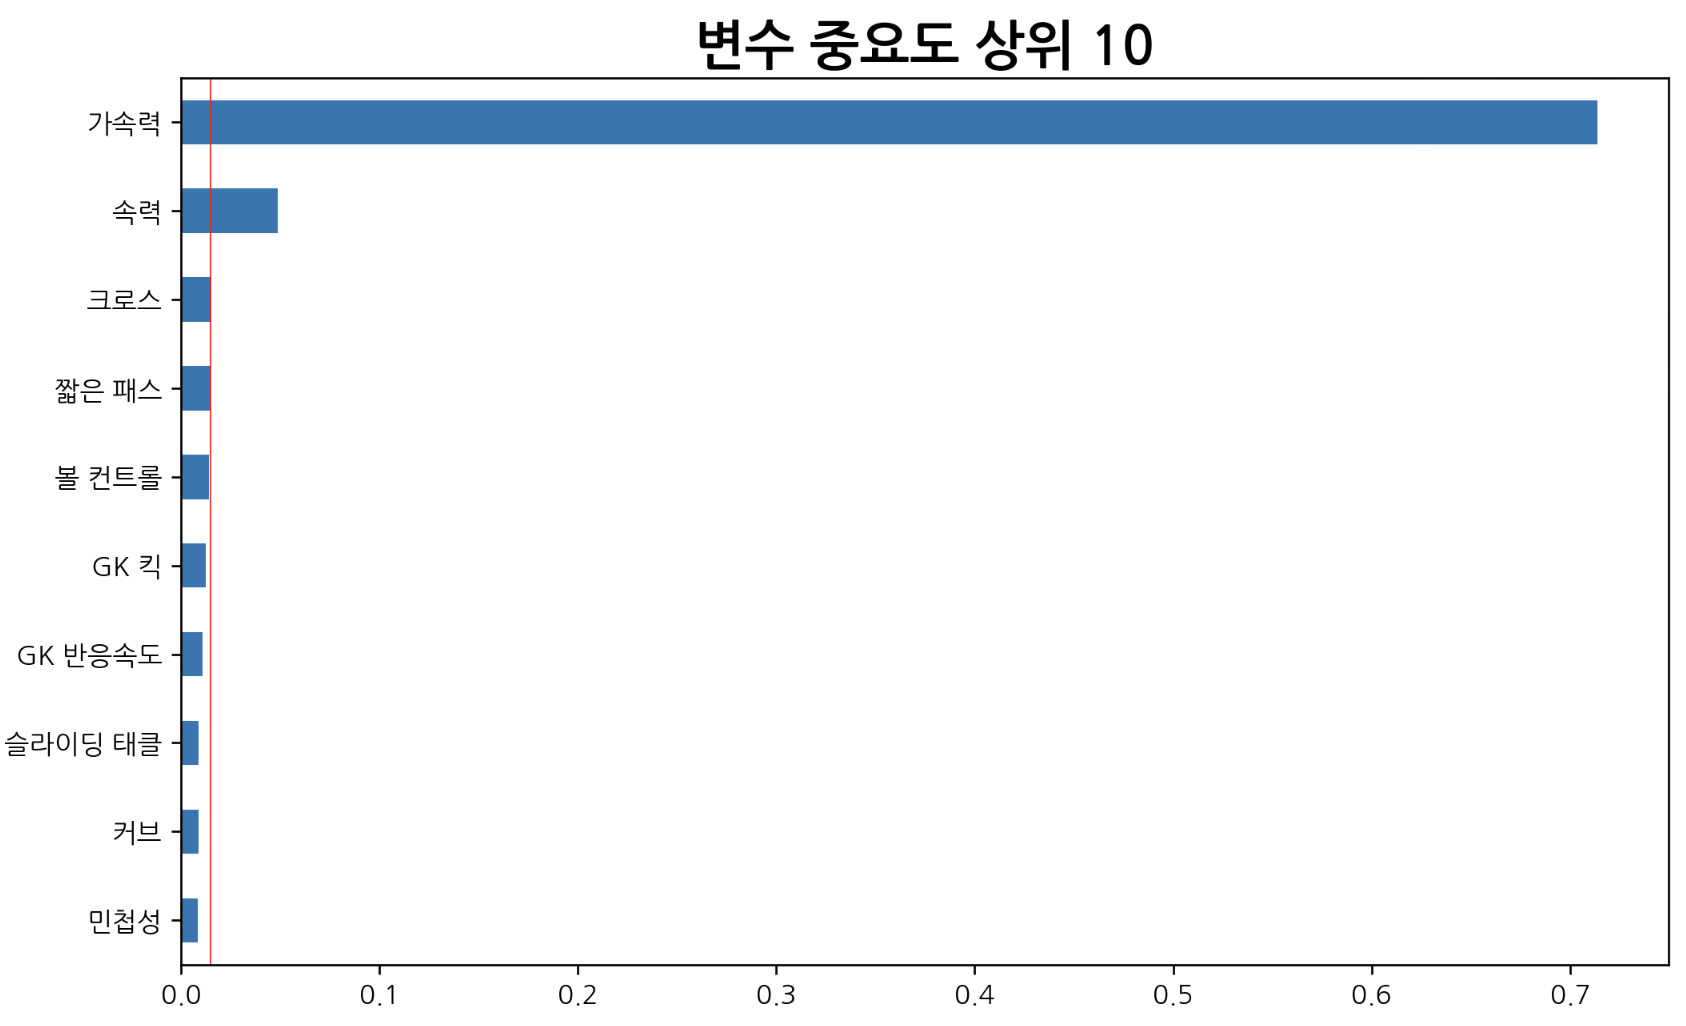 변수 중요도 상위 10
가속력
속력
크로스
짧은 패스
볼 컨트롤
GK 킥
GK 반응속도
슬라이딩 태클
커브
민첩성
0.0 0.1 0.2 0.3 0.4 0.5 0.6 0.7